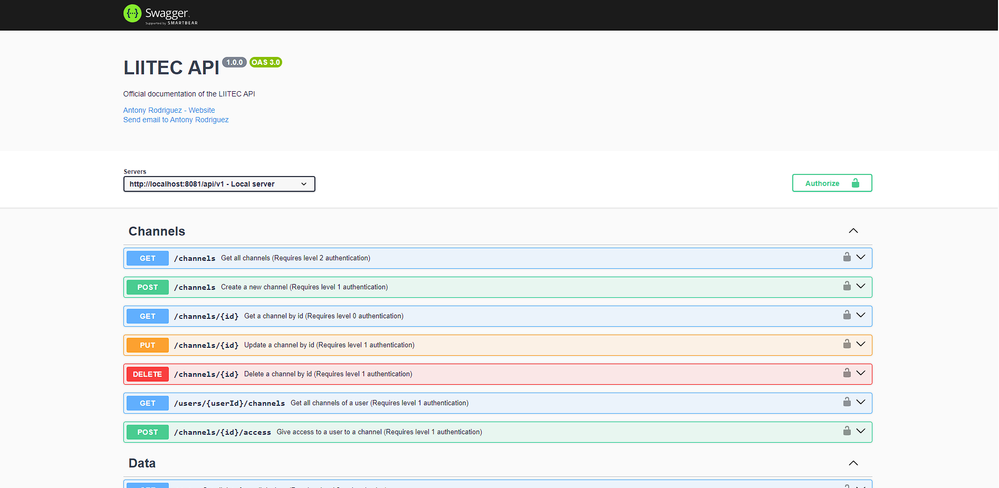 Swagger
Supported by SMARTBEAR
LIITEC API 1.0.0 OAS 3.0
Official documentation of the LIITEC API
Antony Rodriguez - Website
Send email to Antony Rodriguez
Servers
http://localhost:8081/api/v1 - Local server
Authorize
Channels
GET /channels Get all channels (Requires level 2 authentication)
POST /channels Create a new channel (Requires level 1 authentication)
GET /channels/{id} Get a channel by id (Requires level 0 authentication)
PUT /channels/{id} Update a channel by id (Requires level 1 authentication)
DELETE /channels/{id} Delete a channel by id (Requires level 1 authentication)
GET /users/{userId}/channels Get all channels of a user (Requires level 1 authentication)
POST /channels/{id}/access Give access to a user to a channel (Requires level 1 authentication)
Data